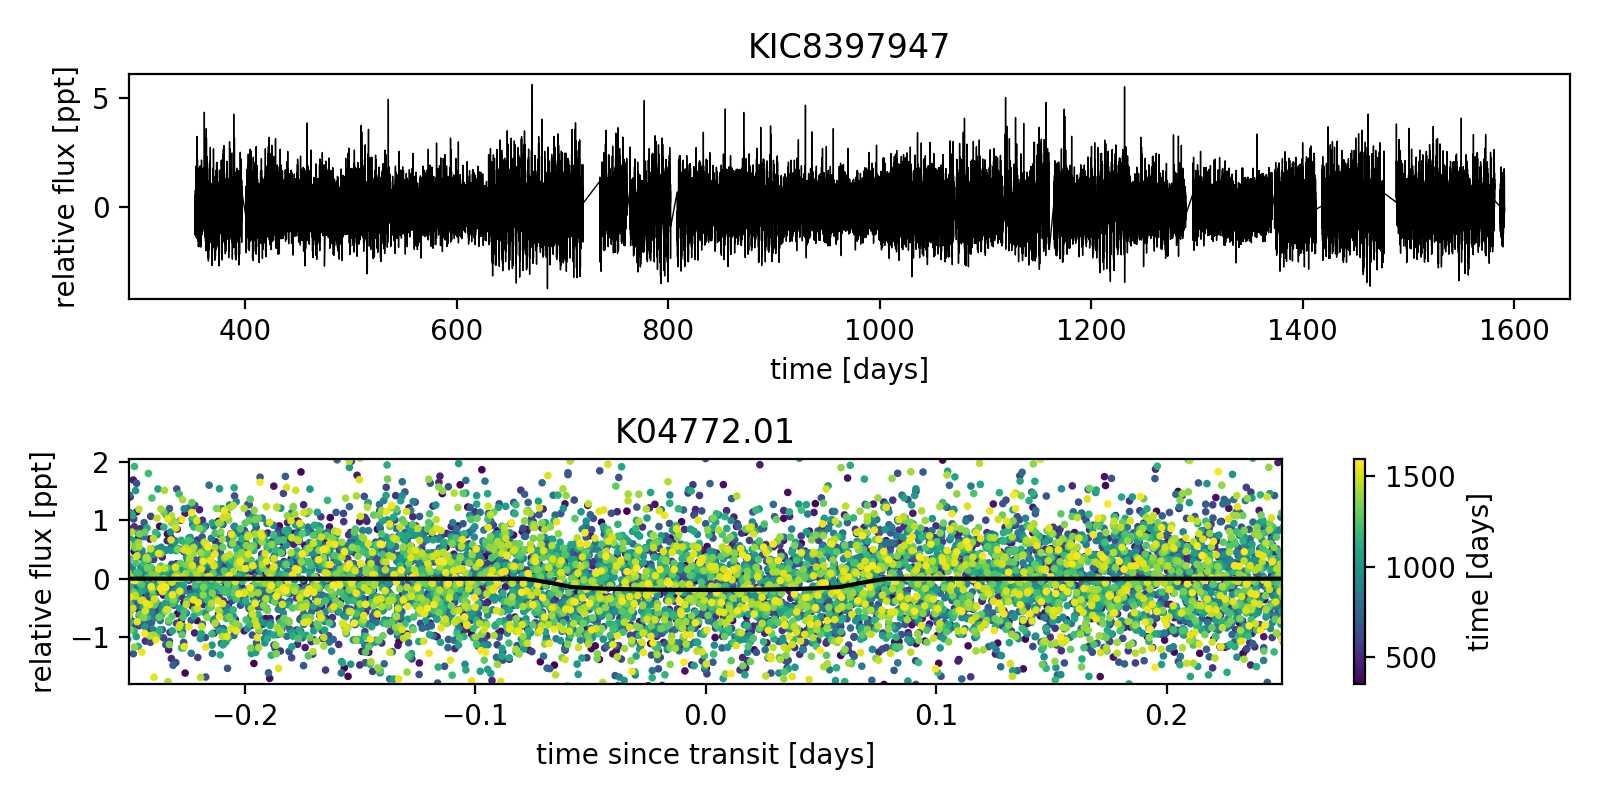 KIC8397947
relative flux [ppt]
5
0
400 600 800 1000 1200 1400 1600
time [days]
K04772.01
relative flux [ppt]
2
1
0
−1
−0.2 −0.1 0.0 0.1 0.2
time since transit [days]
1500
1000
500
time [days]